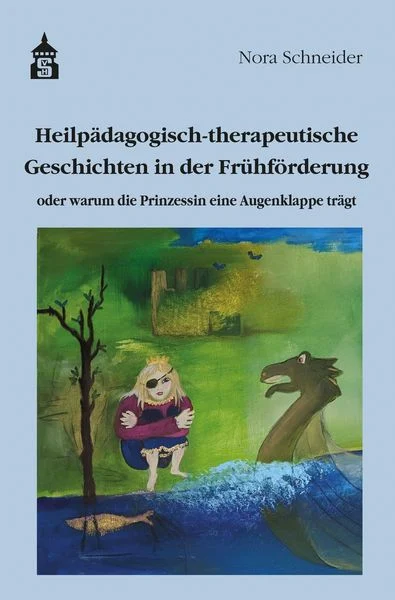 Nora Schneider
V
S
H
Heilpädagogisch-therapeutische
Geschichten in der Frühförderung
oder warum die Prinzessin eine Augenklappe trägt